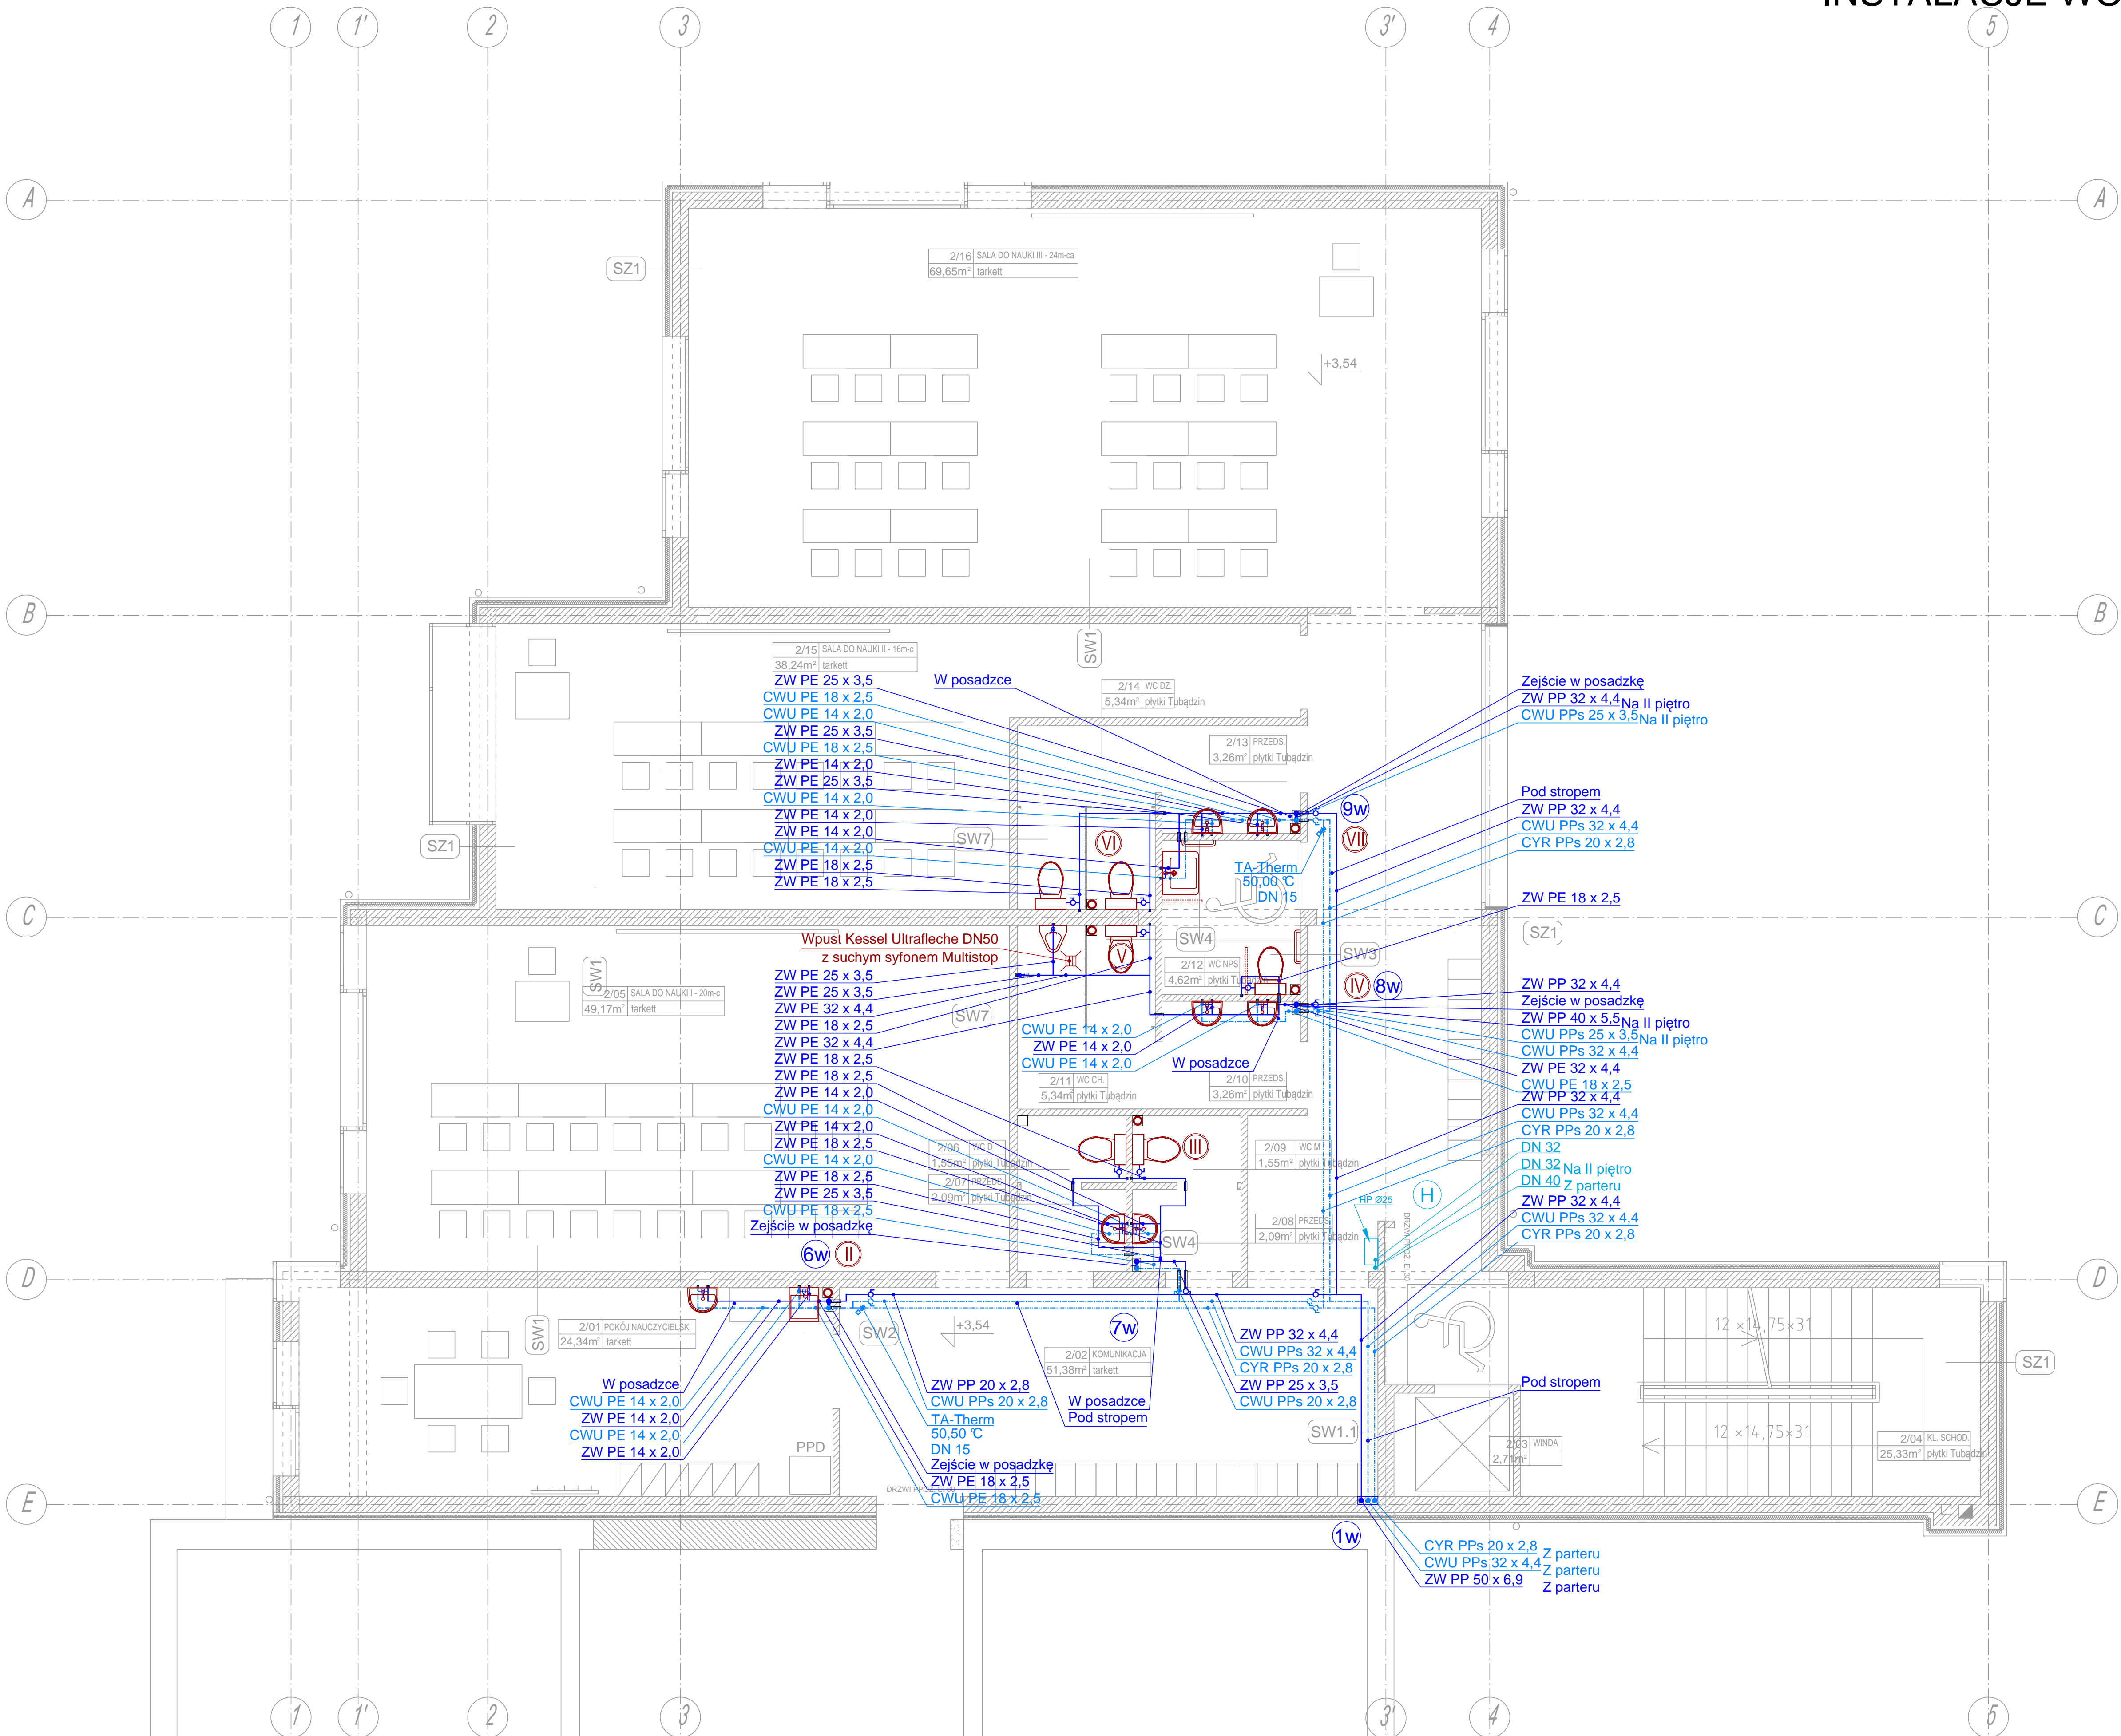 INSTALACJE WO
1
1'
2
3
3'
4
5
A
A
SZ1
2/16 SALA DO NAUKI III - 24m-ca
69,65m² tarkett
+3,54
B
B
SW1
2/15 SALA DO NAUKI II - 16m-c
38,24m² tarkett
2/14 WC DZ.
5,34m² płytki Tubądzin
2/13 PRZEDS.
3,26m² płytki Tubądzin
ZW PE 25 x 3,5
CWU PE 18 x 2,5
CWU PE 14 x 2,0
ZW PE 25 x 3,5
CWU PE 18 x 2,5
ZW PE 14 x 2,0
ZW PE 25 x 3,5
CWU PE 14 x 2,0
ZW PE 14 x 2,0
ZW PE 14 x 2,0
CWU PE 14 x 2,0
ZW PE 18 x 2,5
ZW PE 18 x 2,5
W posadzce
Zejście w posadzkę
ZW PP 32 x 4,4 Na II piętro
CWU PPs 25 x 3,5 Na II piętro
Pod stropem
ZW PP 32 x 4,4
CWU PPs 32 x 4,4
CYR PPs 20 x 2,8
9w
VII
VI
SW7
SZ1
TA-Therm
50,00 °C
DN 15
ZW PE 18 x 2,5
C
C
SZ1
SW4
SW3
V
Wpust Kessel Ultrafleche DN50
z suchym syfonem Multistop
2/12 WC NPS
4,62m² płytki Tubądzin
SW1
2/05 SALA DO NAUKI I - 20m-c
49,17m² tarkett
IV
8w
SW7
ZW PE 25 x 3,5
ZW PE 25 x 3,5
ZW PE 32 x 4,4
ZW PE 18 x 2,5
ZW PE 32 x 4,4
ZW PE 18 x 2,5
ZW PE 18 x 2,5
ZW PE 14 x 2,0
CWU PE 14 x 2,0
ZW PE 14 x 2,0
ZW PE 18 x 2,5
CWU PE 14 x 2,0
ZW PE 18 x 2,5
ZW PE 25 x 3,5
CWU PE 18 x 2,5
Zejście w posadzkę
CWU PE 14 x 2,0
ZW PE 14 x 2,0
CWU PE 14 x 2,0
W posadzce
2/11 WC CH.
5,34m² płytki Tubądzin
2/10 PRZEDS.
3,26m² płytki Tubądzin
ZW PP 32 x 4,4
Zejście w posadzkę
ZW PP 40 x 5,5 Na II piętro
CWU PPs 25 x 3,5 Na II piętro
CWU PPs 32 x 4,4
ZW PE 32 x 4,4
CWU PE 18 x 2,5
ZW PP 32 x 4,4
CWU PPs 32 x 4,4
CYR PPs 20 x 2,8
DN 32
DN 32 Na II piętro
DN 40 Z parteru
ZW PP 32 x 4,4
CWU PPs 32 x 4,4
CYR PPs 20 x 2,8
2/06 WC D
1,55m² płytki Tubądzin
2/07 PRZEDS.
2,09m² płytki Tubądzin
III
2/09 WC M
1,55m² płytki Tubądzin
2/08 PRZEDS.
2,09m² płytki Tubądzin
HP Ø25
H
DRZWI PPOŻ. EI 30
SW4
6w
II
D
D
SW1
2/01 POKÓJ NAUCZYCIELSKI
24,34m² tarkett
SW2
+3,54
7w
2/02 KOMUNIKACJA
51,38m² tarkett
W posadzce
CWU PE 14 x 2,0
ZW PE 14 x 2,0
CWU PE 14 x 2,0
ZW PE 14 x 2,0
ZW PP 20 x 2,8
CWU PPs 20 x 2,8
TA-Therm
50,50 °C
DN 15
Zejście w posadzkę
ZW PE 18 x 2,5
CWU PE 18 x 2,5
W posadzce
Pod stropem
ZW PP 32 x 4,4
CWU PPs 32 x 4,4
CYR PPs 20 x 2,8
ZW PP 25 x 3,5
CWU PPs 20 x 2,8
Pod stropem
12 ×14,75×31
12 ×14,75×31
SZ1
PPD
SW1.1
2/03 WINDA
2,71m²
2/04 KL. SCHOD.
25,33m² płytki Tubądzin
E
E
1w
CYR PPs 20 x 2,8 Z parteru
CWU PPs 32 x 4,4 Z parteru
ZW PP 50 x 6,9 Z parteru
1
1'
2
3
3'
4
5